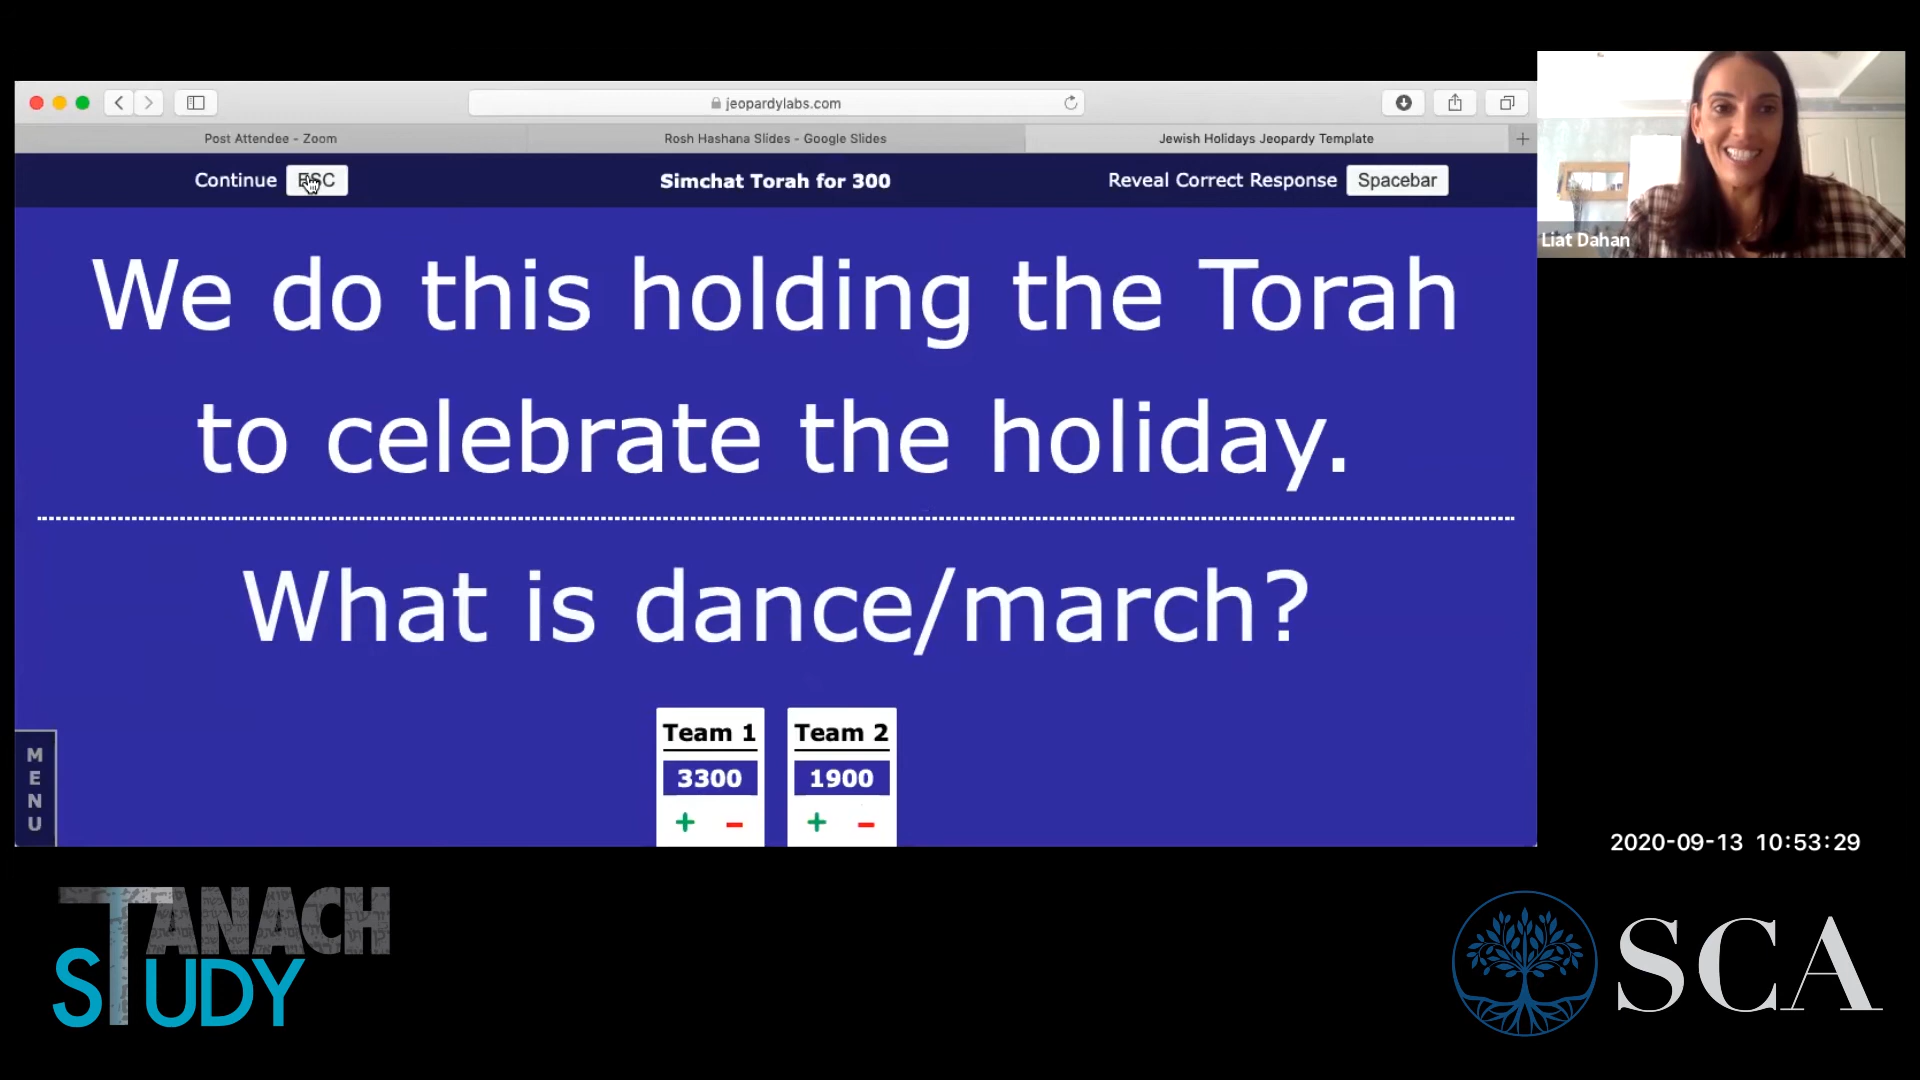 jeopardylabs.com
Post Attendee - Zoom
Rosh Hashana Slides - Google Slides
Jewish Holidays Jeopardy Template
Continue ESC
Simchat Torah for 300
Reveal Correct Response Spacebar
Liat Dahan
We do this holding the Torah
to celebrate the holiday.
What is dance/march?
MENU
Team 1
3300
+ −
Team 2
1900
+ −
2020-09-13 10:53:29
TANACH
STUDY
SCA